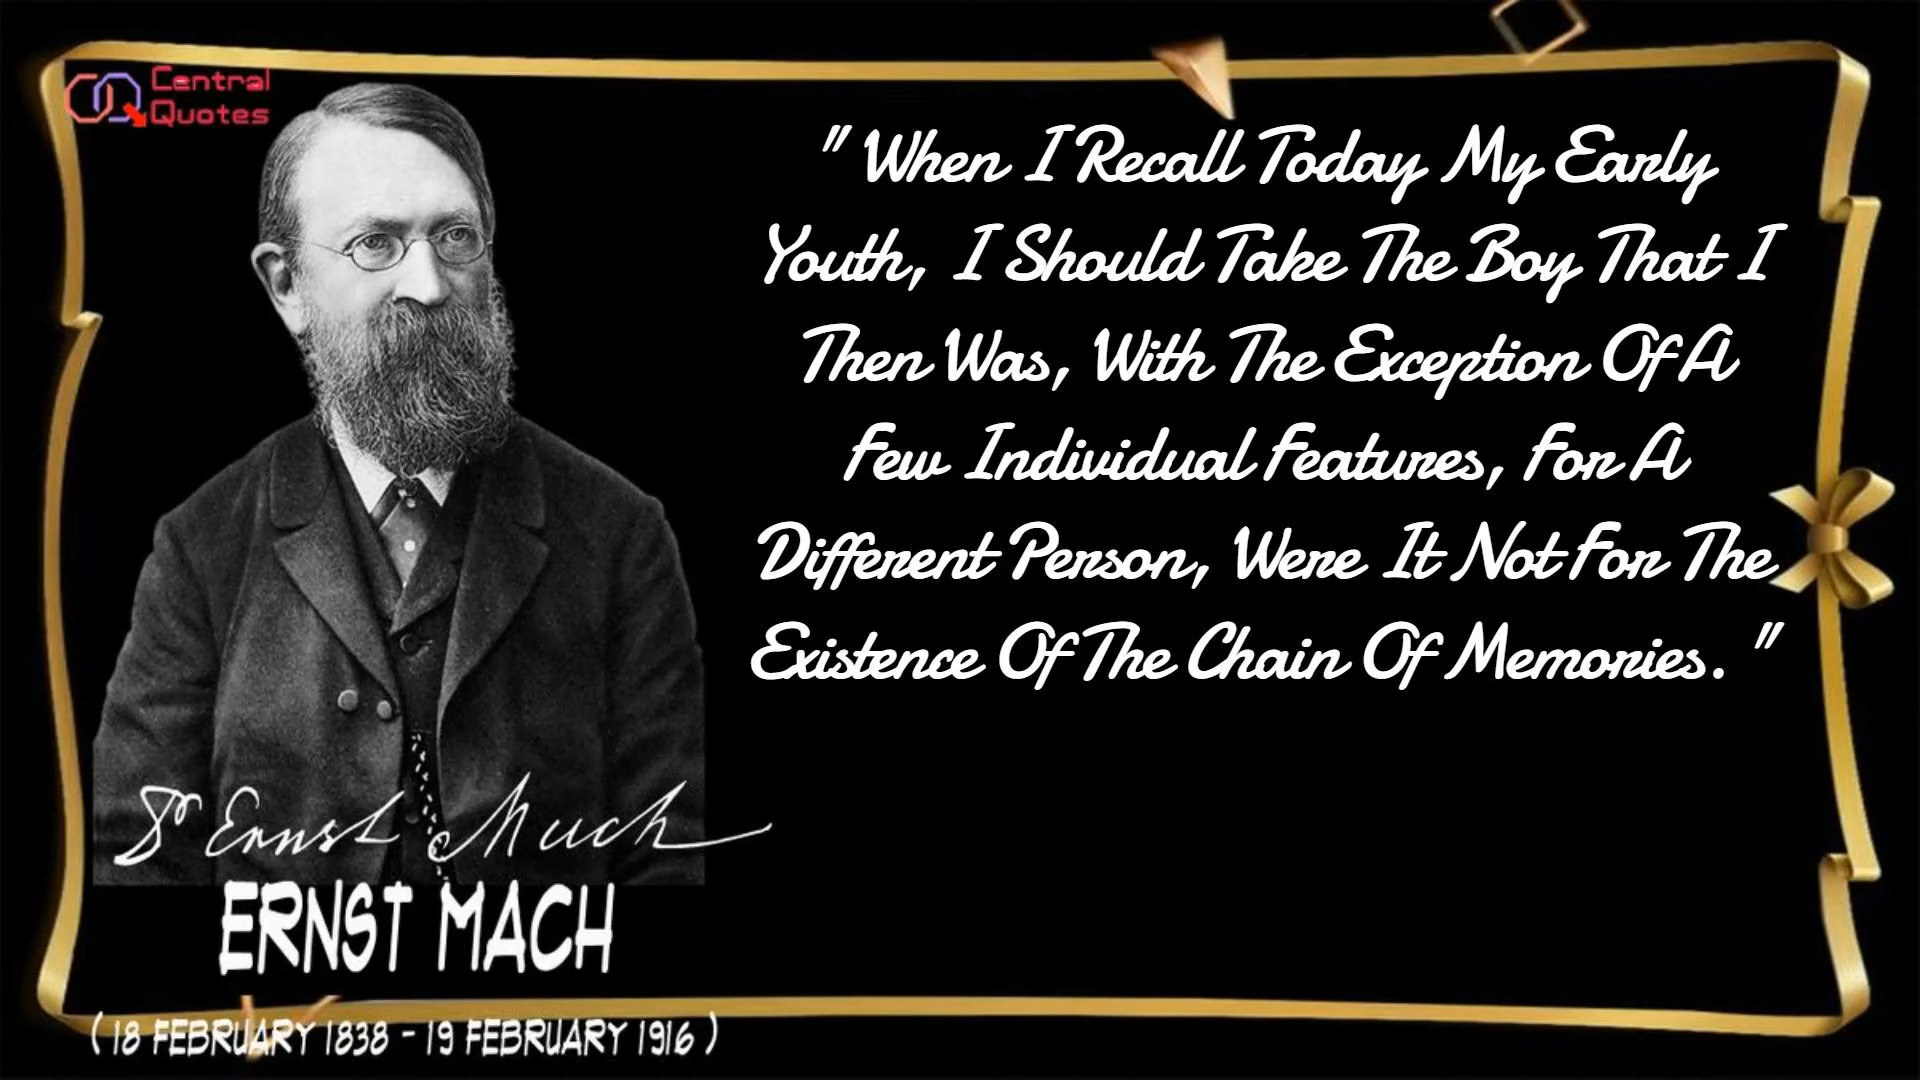 Central
Quotes
" When I Recall Today My Early
Youth, I Should Take The Boy That I
Then Was, With The Exception Of A
Few Individual Features, For A
Different Person, Were It Not For The
Existence Of The Chain Of Memories. "
Dr Ernst Mach
ERNST MACH
( 18 FEBRUARY 1838 - 19 FEBRUARY 1916 )